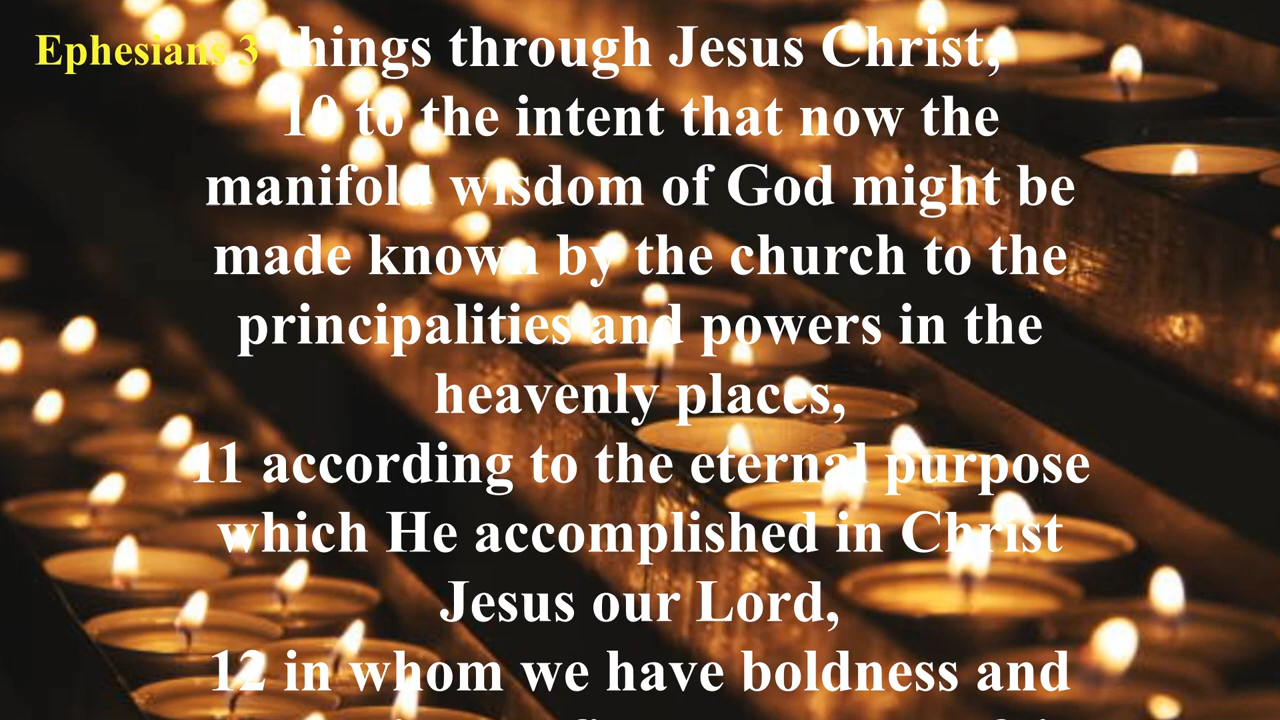 Ephesians 3
things through Jesus Christ;
10 to the intent that now the
manifold wisdom of God might be
made known by the church to the
principalities and powers in the
heavenly places,
11 according to the eternal purpose
which He accomplished in Christ
Jesus our Lord,
12 in whom we have boldness and